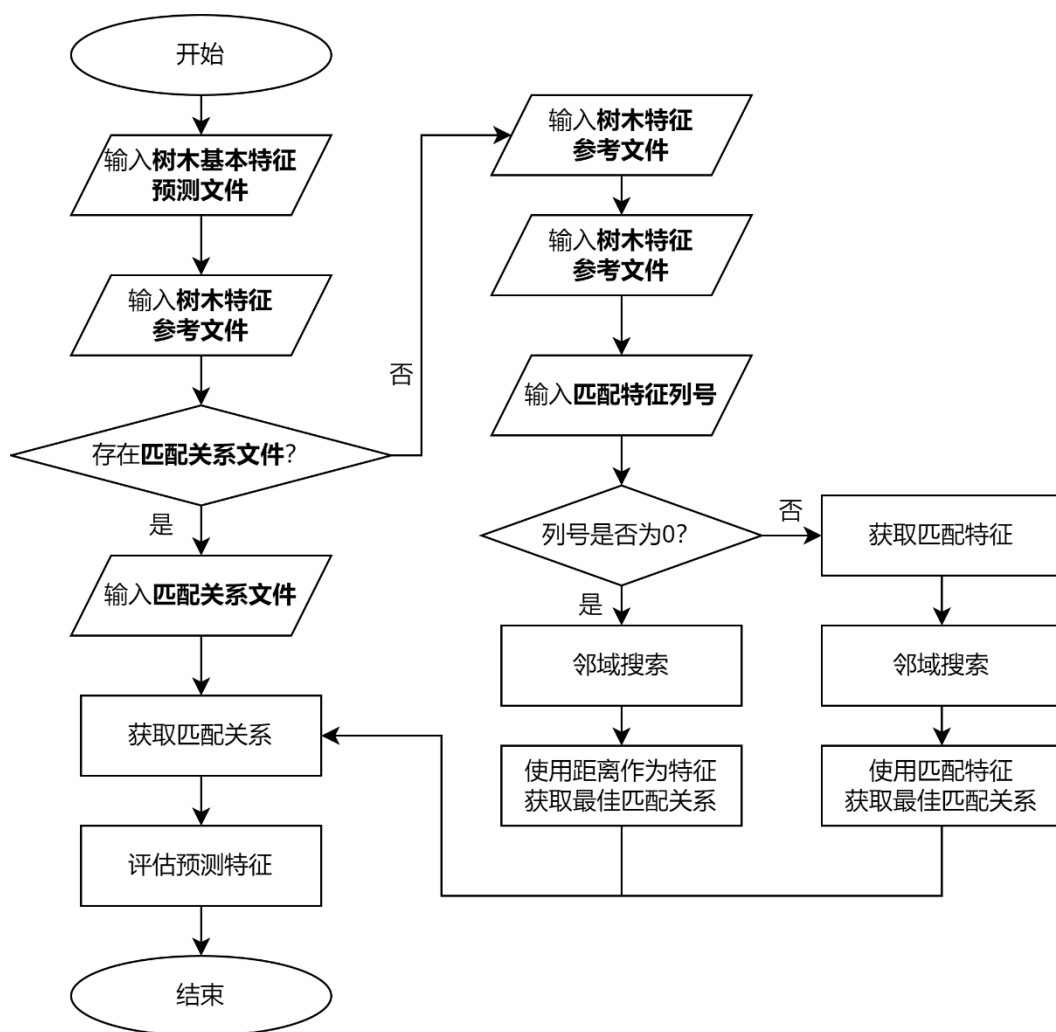 开始
输入树木基本特征
预测文件
输入树木特征
参考文件
存在匹配关系文件?
否
是
输入匹配关系文件
获取匹配关系
评估预测特征
结束
输入树木特征
参考文件
输入树木特征
参考文件
输入匹配特征列号
列号是否为0?
否
是
邻域搜索
使用距离作为特征
获取最佳匹配关系
获取匹配特征
邻域搜索
使用匹配特征
获取最佳匹配关系